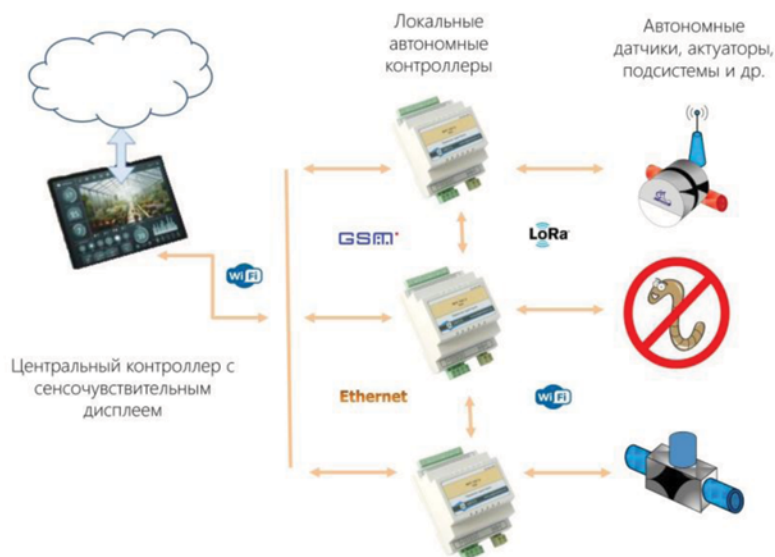 Локальные
автономные
контроллеры
Автономные
датчики, актуаторы,
подсистемы и др.
GSM
LoRa
Wi Fi
Центральный контроллер с
сенсочувствительным
дисплеем
Ethernet
Wi Fi